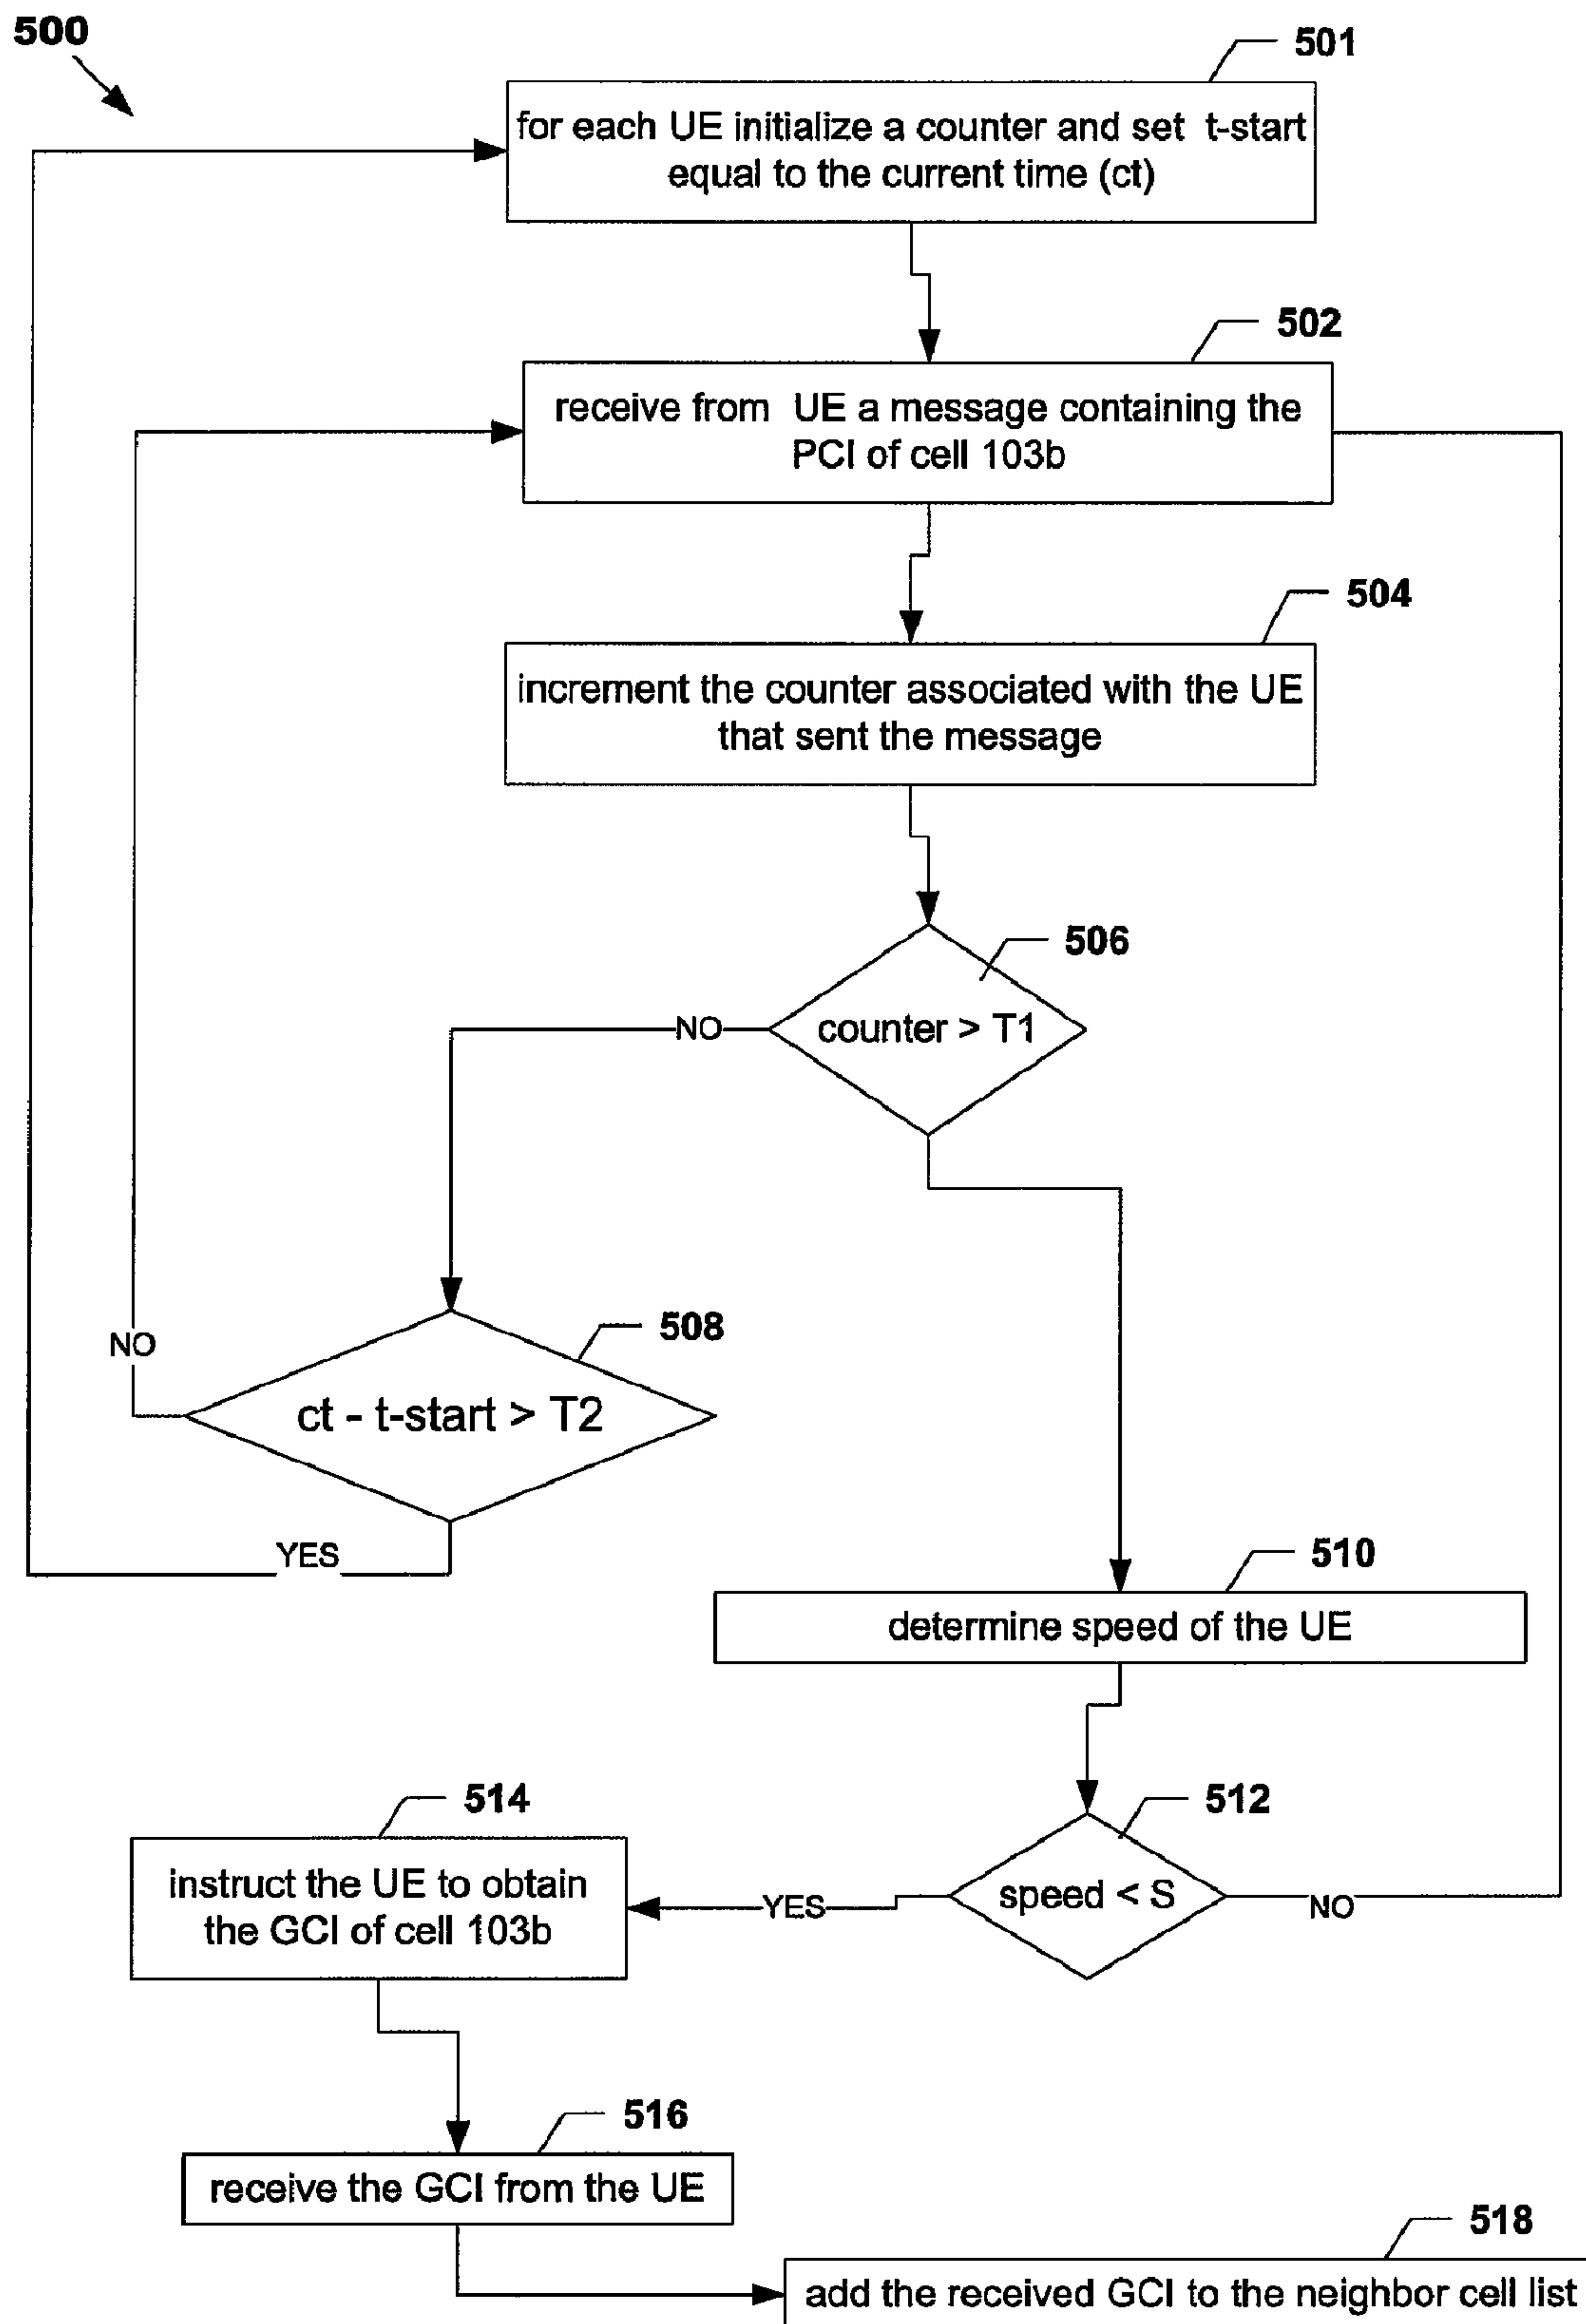 500
501
for each UE initialize a counter and set t-start
equal to the current time (ct)
502
receive from UE a message containing the
PCI of cell 103b
504
increment the counter associated with the UE
that sent the message
506
counter > T1
NO
508
ct - t-start > T2
NO
YES
510
determine speed of the UE
512
speed < S
YES
NO
514
instruct the UE to obtain
the GCI of cell 103b
516
receive the GCI from the UE
518
add the received GCI to the neighbor cell list